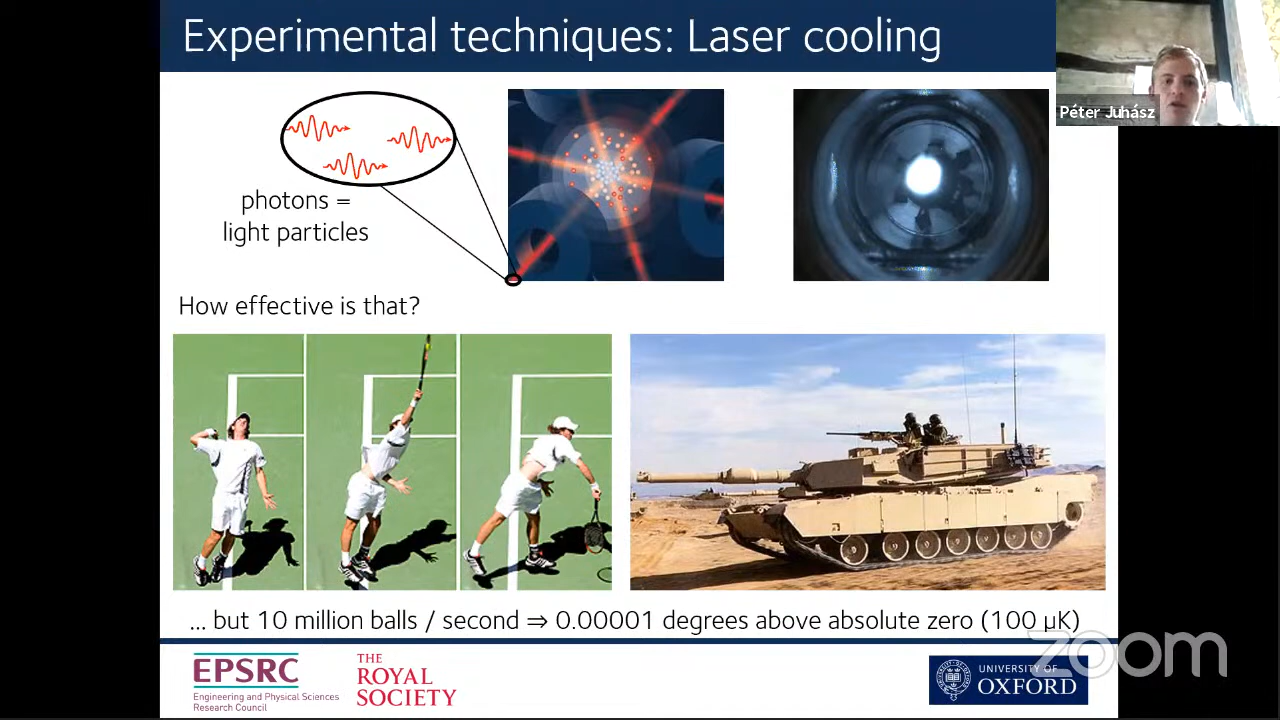 Experimental techniques: Laser cooling
Péter Juhász
photons =
light particles
How effective is that?
... but 10 million balls / second ⇒ 0.00001 degrees above absolute zero (100 µK)
zoom
EPSRC
Engineering and Physical Sciences
Research Council
THE
ROYAL
SOCIETY
UNIVERSITY OF
OXFORD